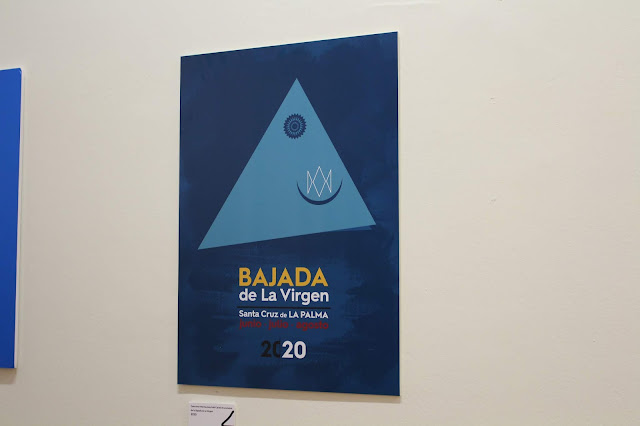 BAJADA
de La Virgen
Santa Cruz de LA PALMA
junio julio agosto
2020